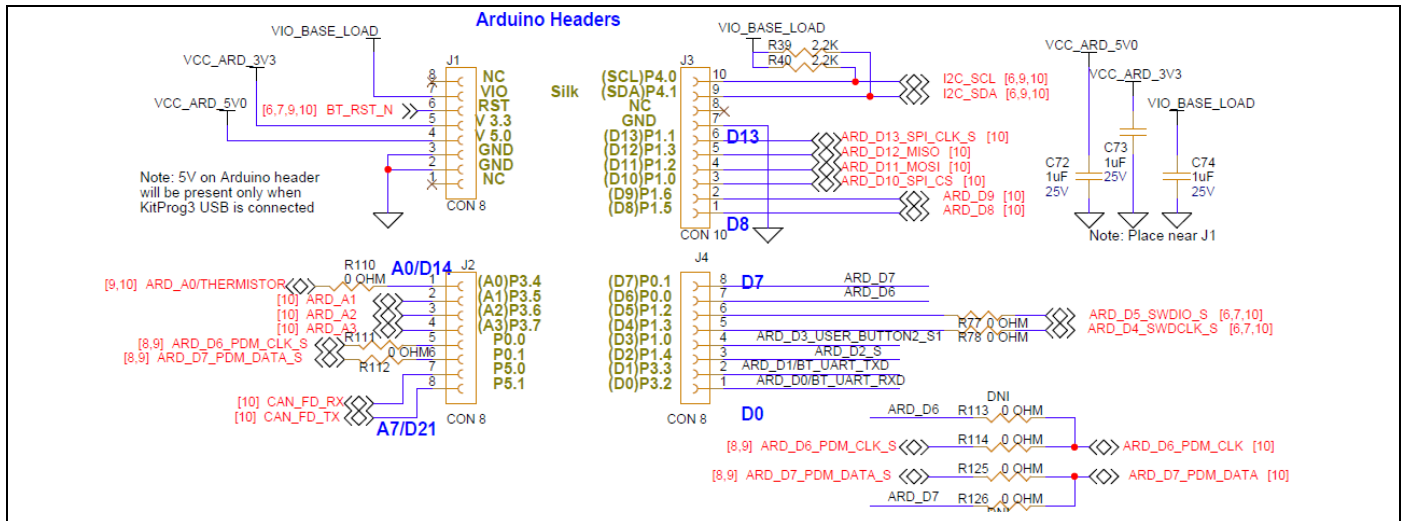 Arduino Headers
VIO_BASE_LOAD
VCC_ARD_3V3
VCC_ARD_5V0
[6,7,9,10] BT_RST_N
J1
8 NC
7 VIO
6 RST
5 V 3.3
4 V 5.0
3 GND
2 GND
1 NC
CON 8
Note: 5V on Arduino header
will be present only when
KitProg3 USB is connected
Silk
VIO_BASE_LOAD
R39 2.2K
R40 2.2K
J3
(SCL)P4.0 10 I2C_SCL [6,9,10]
(SDA)P4.1 9 I2C_SDA [6,9,10]
NC 8
GND 7
(D13)P1.1 6 D13 ARD_D13_SPI_CLK_S [10]
(D12)P1.3 5 ARD_D12_MISO [10]
(D11)P1.2 4 ARD_D11_MOSI [10]
(D10)P1.0 3 ARD_D10_SPI_CS [10]
(D9)P1.6 2 ARD_D9 [10]
(D8)P1.5 1 ARD_D8 [10]
D8
CON 10
VCC_ARD_5V0
VCC_ARD_3V3
VIO_BASE_LOAD
C72
1uF
25V
C73
1uF
25V
C74
1uF
25V
Note: Place near J1
J2
A0/D14
R110
0 OHM
[9,10] ARD_A0/THERMISTOR 1 (A0)P3.4
[10] ARD_A1 2 (A1)P3.5
[10] ARD_A2 3 (A2)P3.6
[10] ARD_A3 4 (A3)P3.7
R111
[8,9] ARD_D6_PDM_CLK_S 5 P0.0
[8,9] ARD_D7_PDM_DATA_S 0 OHM 6 P0.1
R112
7 P5.0
8 P5.1
[10] CAN_FD_RX
[10] CAN_FD_TX
A7/D21
CON 8
J4
(D7)P0.1 8 D7 ARD_D7
(D6)P0.0 7 ARD_D6
(D5)P1.2 6 R77 0 OHM ARD_D5_SWDIO_S [6,7,10]
(D4)P1.3 5 R78 0 OHM ARD_D4_SWDCLK_S [6,7,10]
(D3)P1.0 4 ARD_D3_USER_BUTTON2_S1
(D2)P1.4 3 ARD_D2_S
(D1)P3.3 2 ARD_D1/BT_UART_TXD
(D0)P3.2 1 ARD_D0/BT_UART_RXD
D0
CON 8
DNI
ARD_D6 R113 0 OHM
[8,9] ARD_D6_PDM_CLK_S R114 0 OHM ARD_D6_PDM_CLK [10]
[8,9] ARD_D7_PDM_DATA_S R125 0 OHM ARD_D7_PDM_DATA [10]
ARD_D7 R126 0 OHM